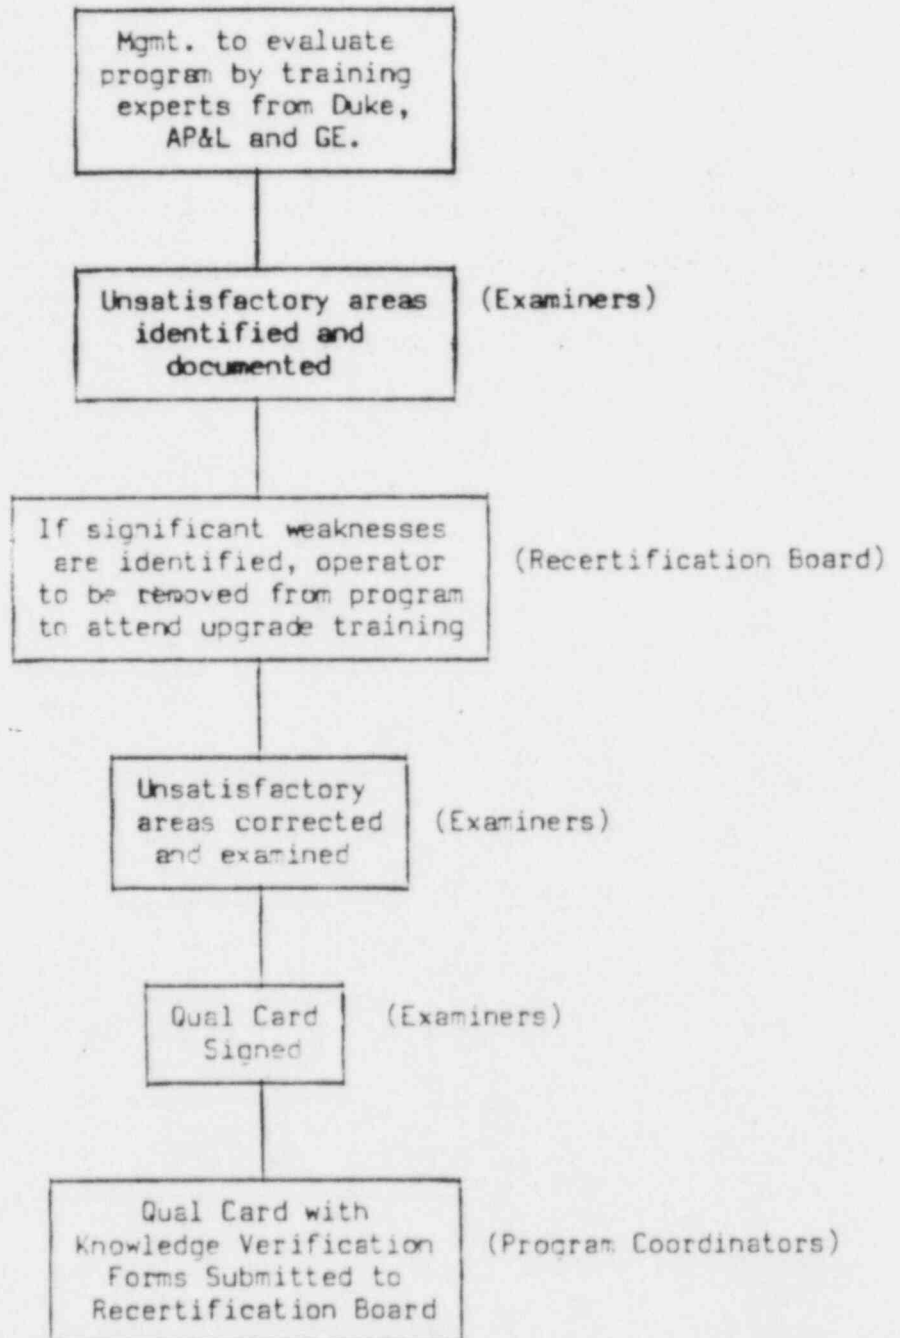 Mgmt. to evaluate
program by training
experts from Duke,
AP&L and GE.
Unsatisfactory areas
identified and
documented
(Examiners)
If significant weaknesses
are identified, operator
to be removed from program
to attend upgrade training
(Recertification Board)
Unsatisfactory
areas corrected
and examined
(Examiners)
Qual Card
Signed
(Examiners)
Qual Card with
Knowledge Verification
Forms Submitted to
Recertification Board
(Program Coordinators)